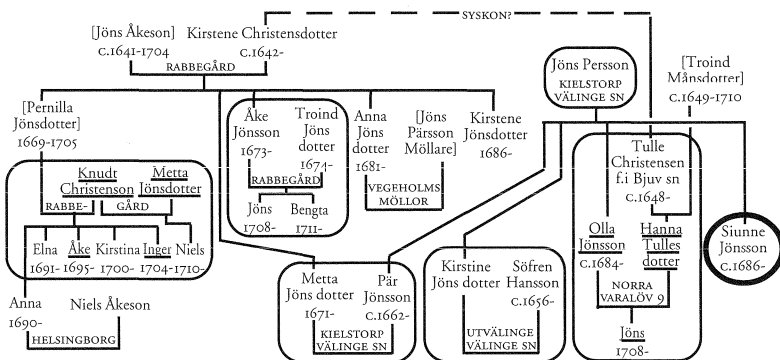 SYSKON?
[Jöns Åkeson]
c.1641-1704
Kirstene Christensdotter
c.1642-
RABBEGÅRD
[Pernilla
Jönsdotter]
1669-1705
Åke
Jönsson
1673-
Troind
Jöns
dotter
1674-
RABBEGÅRD
Jöns
1708-
Bengta
1711-
Anna
Jöns
dotter
1681-
[Jöns
Pärsson
Möllare]
VEGEHOLMS
MÖLLOR
Kirstene
Jönsdotter
1686-
Jöns Persson
KIELSTORP
VÄLINGE SN
[Troind
Månsdotter]
c.1649-1710
Tulle
Christensen
f.i Bjuv sn
c.1648-
Knudt
Christenson
Metta
Jönsdotter
RABBE-
GÅRD
Elna
1691-
Åke
1695-
Kirstina
1700-
Inger
1704-
Niels
1710-
Anna
1690-
Niels Åkeson
HELSINGBORG
Metta
Jöns dotter
1671-
Pär
Jönsson
c.1662-
KIELSTORP
VÄLINGE SN
Kirstine
Jöns dotter
Söfren
Hansson
c.1656-
UTVÄLINGE
VÄLINGE SN
Olla
Jönsson
c.1684-
Hanna
Tulles
dotter
NORRA
VARALÖV 9
Jöns
1708-
Siunne
Jönsson
c.1686-